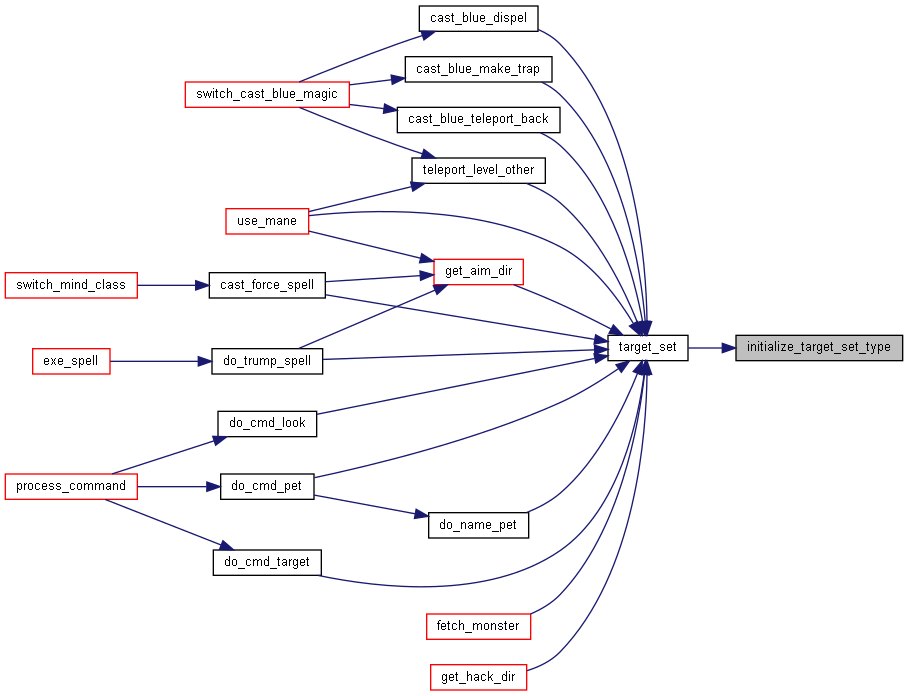 cast_blue_dispel
cast_blue_make_trap
switch_cast_blue_magic
cast_blue_teleport_back
teleport_level_other
use_mane
get_aim_dir
switch_mind_class
cast_force_spell
target_set
initialize_target_set_type
exe_spell
do_trump_spell
do_cmd_look
process_command
do_cmd_pet
do_name_pet
do_cmd_target
fetch_monster
get_hack_dir